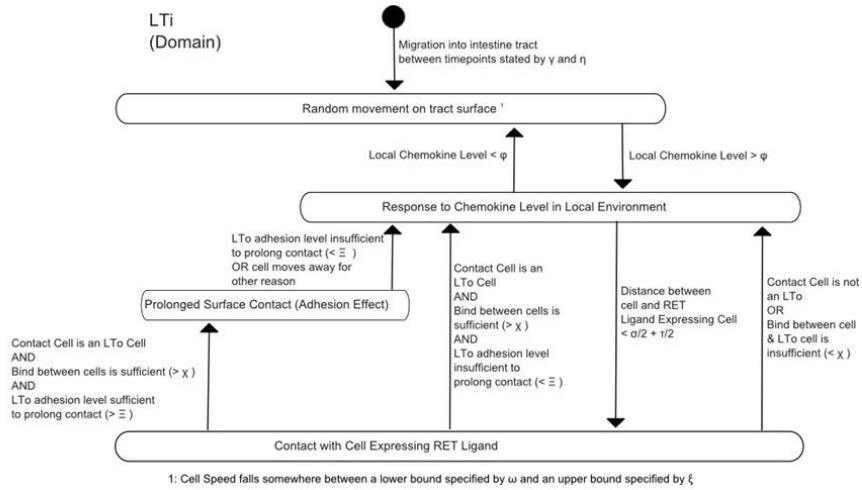 LTi
(Domain)
Migration into intestine tract
between timepoints stated by γ and η
Random movement on tract surface ¹
Local Chemokine Level < φ
Local Chemokine Level > φ
Response to Chemokine Level in Local Environment
LTo adhesion level insufficient
to prolong contact (< Ξ )
OR cell moves away for
other reason
Prolonged Surface Contact (Adhesion Effect)
Contact Cell is an LTo Cell
AND
Bind between cells is sufficient (> χ )
AND
LTo adhesion level sufficient
to prolong contact (> Ξ )
Contact Cell is an
LTo Cell
AND
Bind between cells is
sufficient (> χ )
AND
LTo adhesion level
insufficient to
prolong contact (< Ξ )
Distance between
cell and RET
Ligand Expressing Cell
< σ/2 + τ/2
Contact Cell is not
an LTo
OR
Bind between cell
& LTo cell is
insufficient (< χ )
Contact with Cell Expressing RET Ligand
1: Cell Speed falls somewhere between a lower bound specified by ω and an upper bound specified by ξ